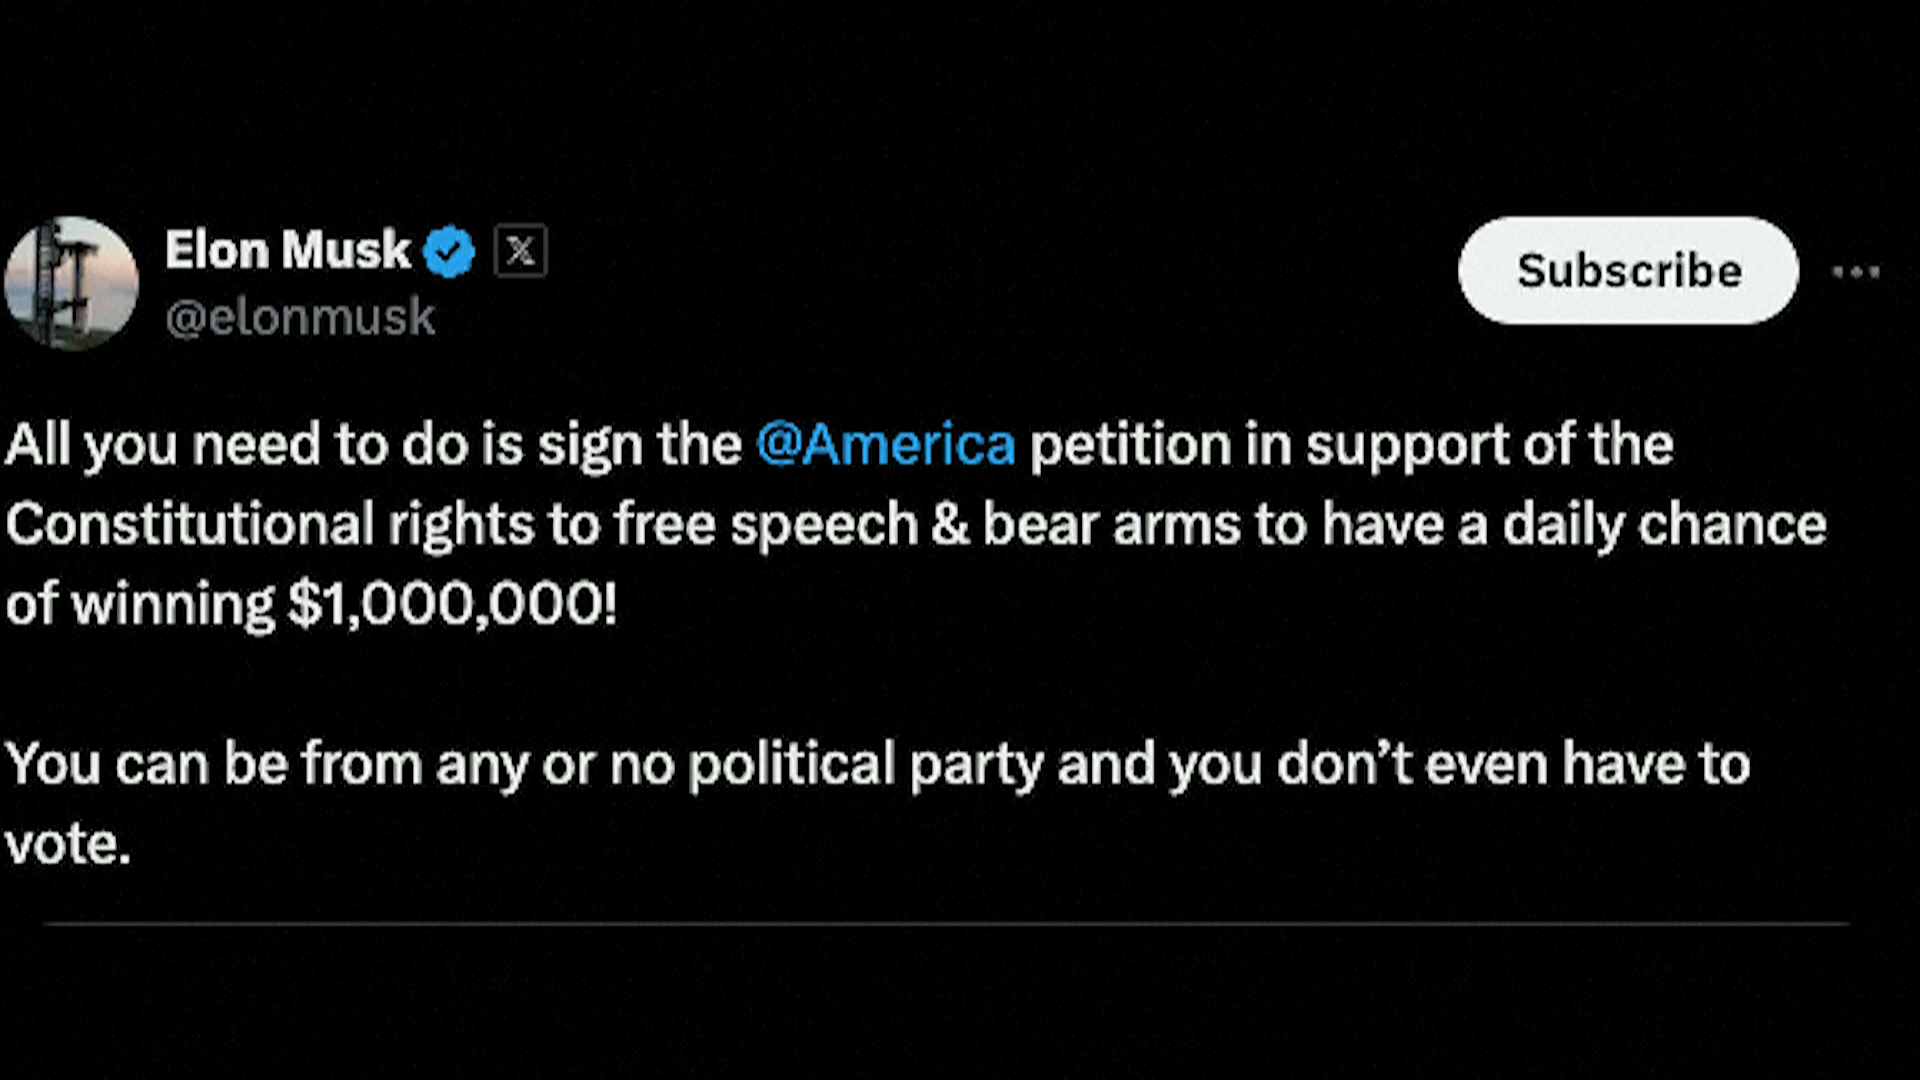 Elon Musk
@elonmusk
Subscribe
All you need to do is sign the @America petition in support of the
Constitutional rights to free speech & bear arms to have a daily chance
of winning $1,000,000!
You can be from any or no political party and you don’t even have to
vote.